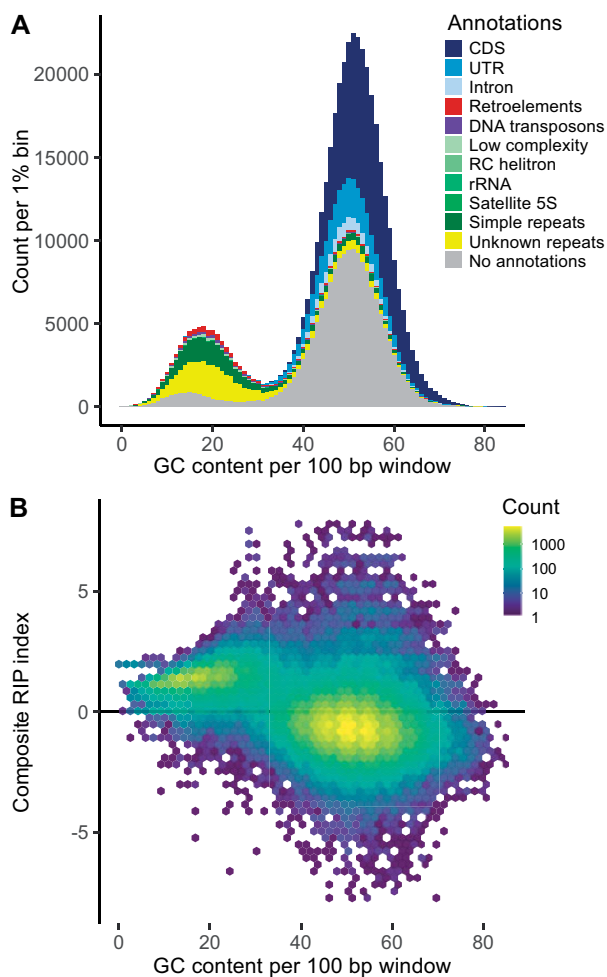 A
Annotations
CDS
UTR
Intron
Retroelements
DNA transposons
Low complexity
RC helitron
rRNA
Satellite 5S
Simple repeats
Unknown repeats
No annotations
Count per 1% bin
20000
15000
10000
5000
0
0 20 40 60 80
GC content per 100 bp window
B
Count
1000
100
10
1
Composite RIP index
5
0
-5
0 20 40 60 80
GC content per 100 bp window